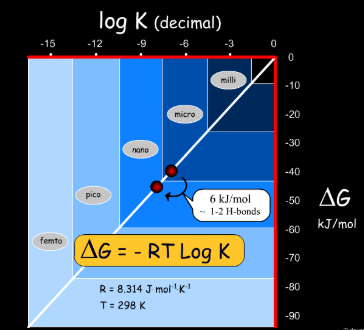 log K (decimal)
-15 -12 -9 -6 -3 0
0
-10
-20
-30
-40
-50
-60
-70
-80
-90
milli
micro
nano
pico
femto
6 kJ/mol
~ 1-2 H-bonds
ΔG
kJ/mol
ΔG = - RT Log K
R = 8.314 J mol⁻¹ K⁻¹
T = 298 K